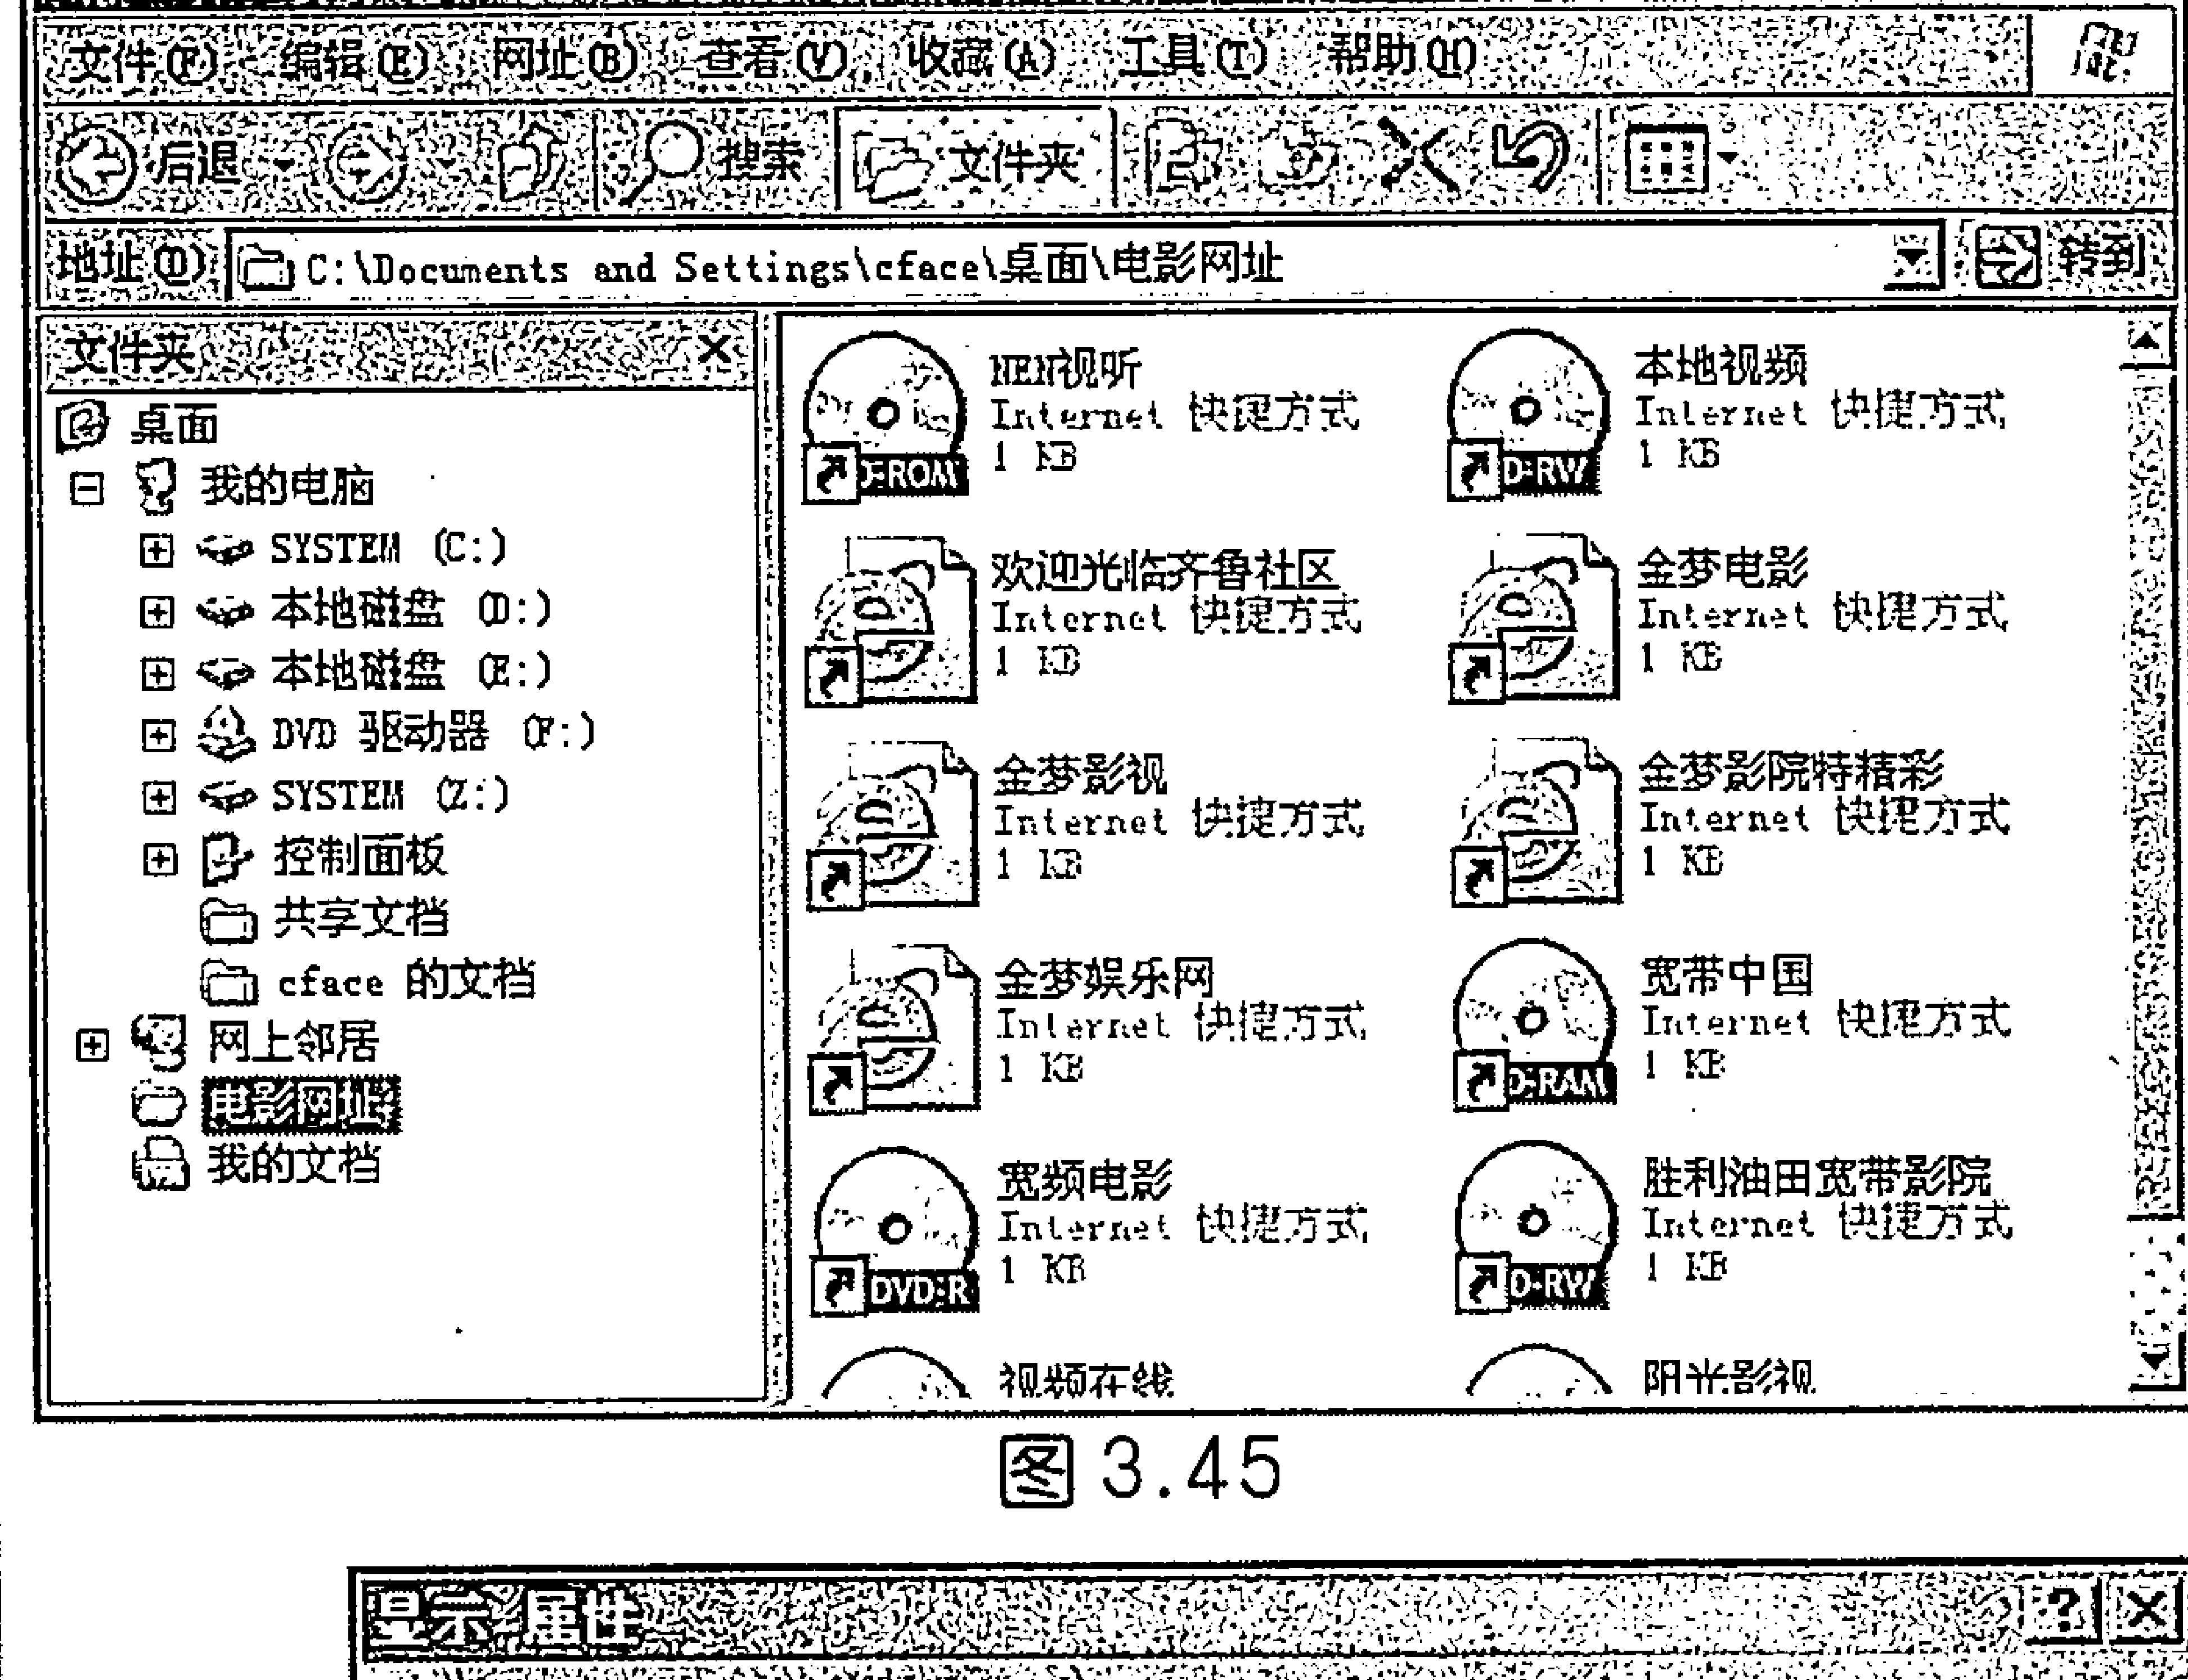 文件(F) 编辑(E) 网址(B) 查看(V) 收藏(A) 工具(T) 帮助(H)
后退 搜索 文件夹
地址(D) C:\Documents and Settings\cface\桌面\电影网址 转到
文件夹
桌面
我的电脑
SYSTEM (C:)
本地磁盘 (D:)
本地磁盘 (E:)
DVD 驱动器 (F:)
SYSTEM (Z:)
控制面板
共享文档
cface 的文档
网上邻居
电影网址
我的文档
NEN视听
Internet 快捷方式
1 KB
D-ROM
本地视频
Internet 快捷方式
1 KB
D-RW
欢迎光临齐鲁社区
Internet 快捷方式
1 KB
金梦电影
Internet 快捷方式
1 KB
金梦影视
Internet 快捷方式
1 KB
金梦影院特精彩
Internet 快捷方式
1 KB
金梦娱乐网
Internet 快捷方式
1 KB
宽带中国
Internet 快捷方式
1 KB
D-RAM
宽频电影
Internet 快捷方式
1 KB
DVD-R
胜利油田宽带影院
Internet 快捷方式
1 KB
D-RW
视频在线
阳光影视
图 3.45
显示 属性